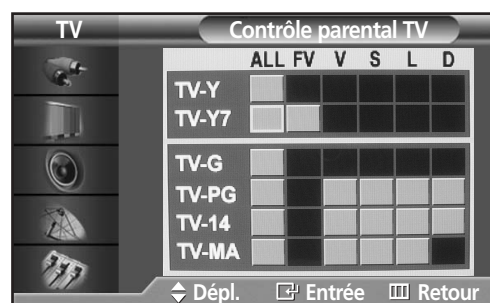 TV Contrôle parental TV
ALL FV V S L D
TV-Y
TV-Y7
TV-G
TV-PG
TV-14
TV-MA
Dépl. Entrée Retour